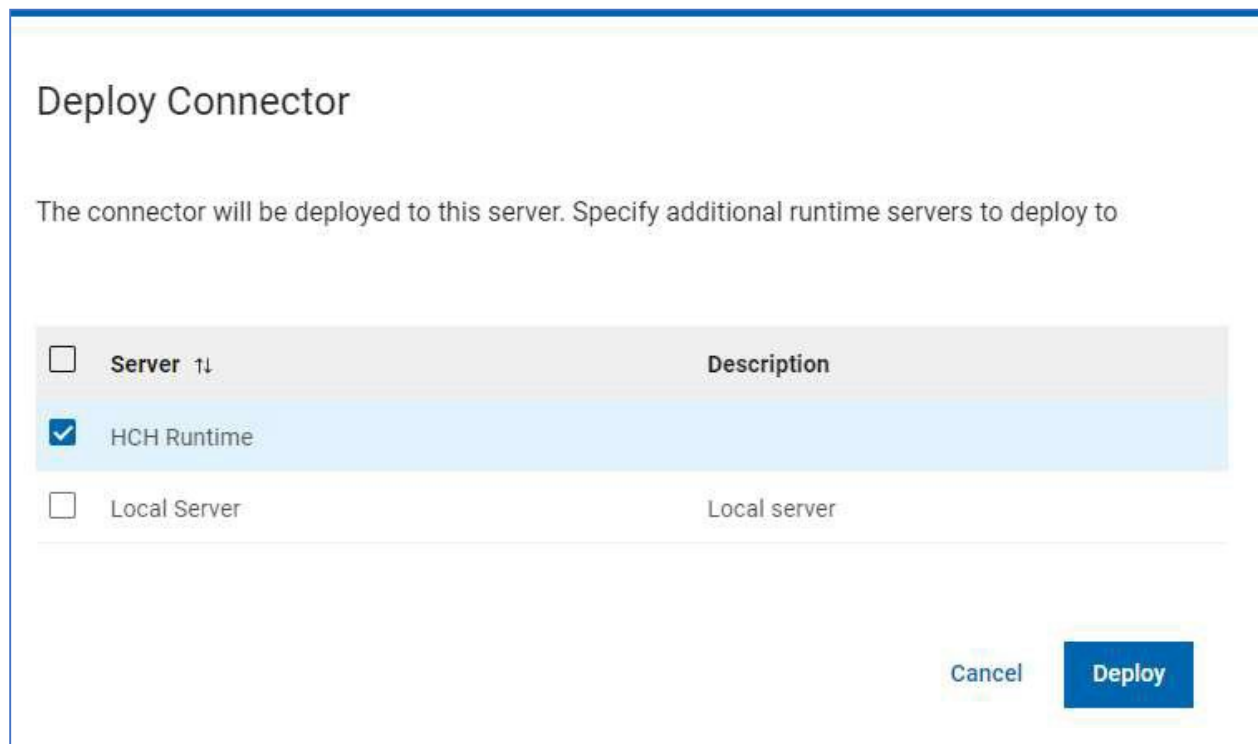 Deploy Connector
The connector will be deployed to this server. Specify additional runtime servers to deploy to
Server ↑↓ Description
HCH Runtime
Local Server Local server
Cancel Deploy